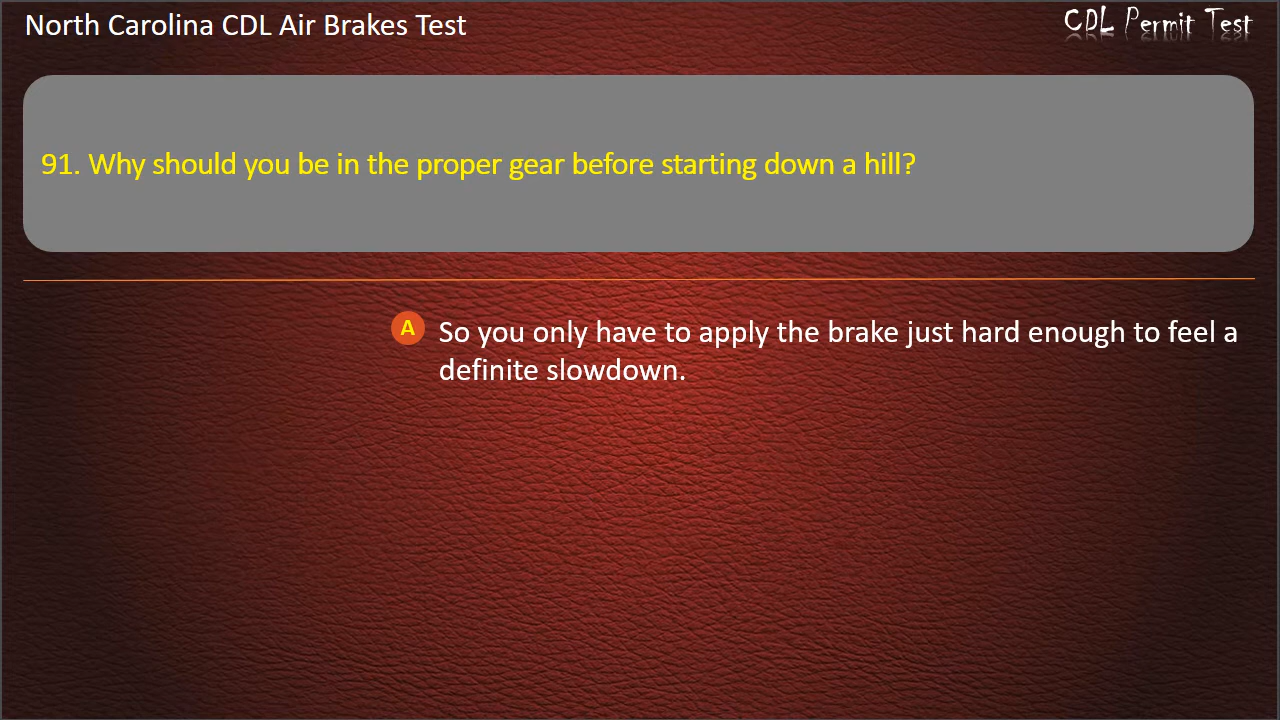 North Carolina CDL Air Brakes Test
CDL Permit Test
91. Why should you be in the proper gear before starting down a hill?
A
So you only have to apply the brake just hard enough to feel a
definite slowdown.